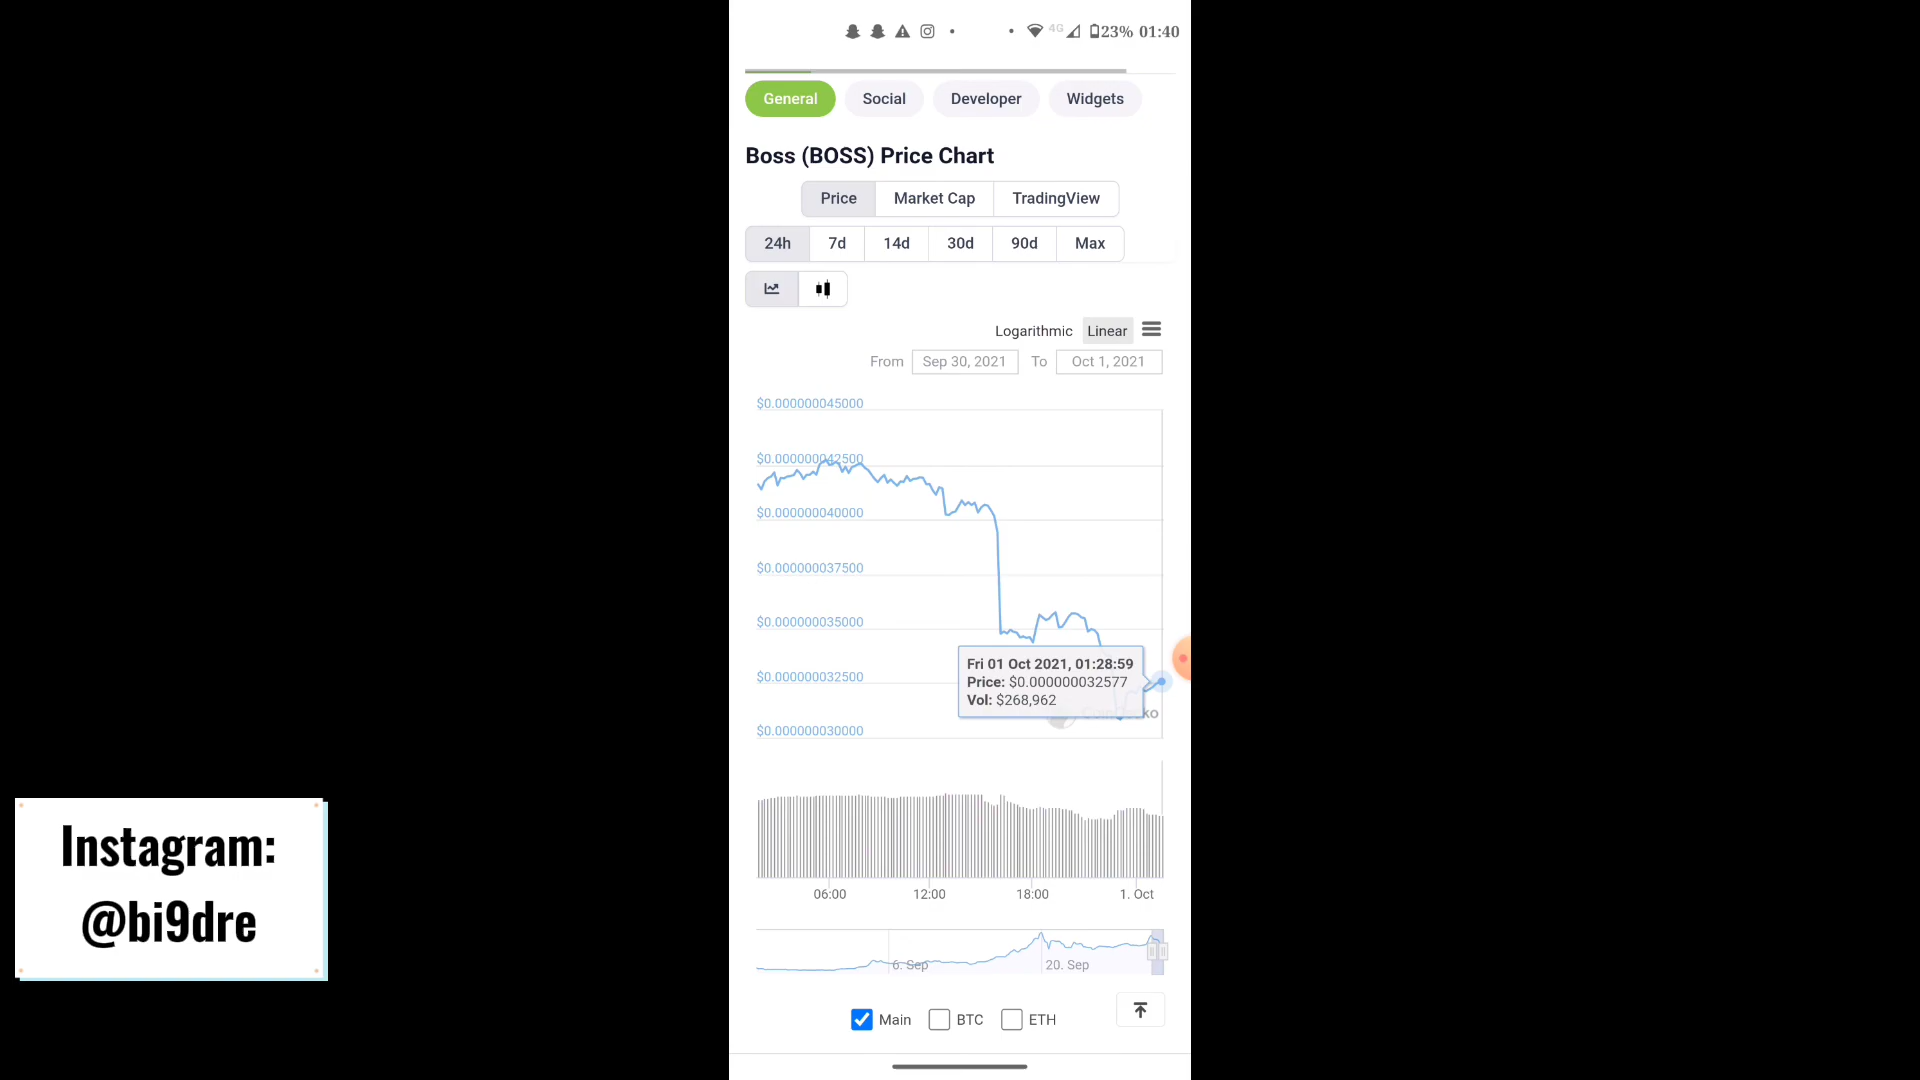 4G 23% 01:40
General Social Developer Widgets
Boss (BOSS) Price Chart
Price Market Cap TradingView
24h 7d 14d 30d 90d Max
Logarithmic Linear
From Sep 30, 2021 To Oct 1, 2021
$0.000000045000
$0.000000042500
$0.000000040000
$0.000000037500
$0.000000035000
Fri 01 Oct 2021, 01:28:59
$0.000000032500
Price: $0.000000032577
Vol: $268,962
$0.000000030000
06:00 12:00 18:00 1. Oct
6. Sep 20. Sep
Main BTC ETH
Instagram:
@bi9dre